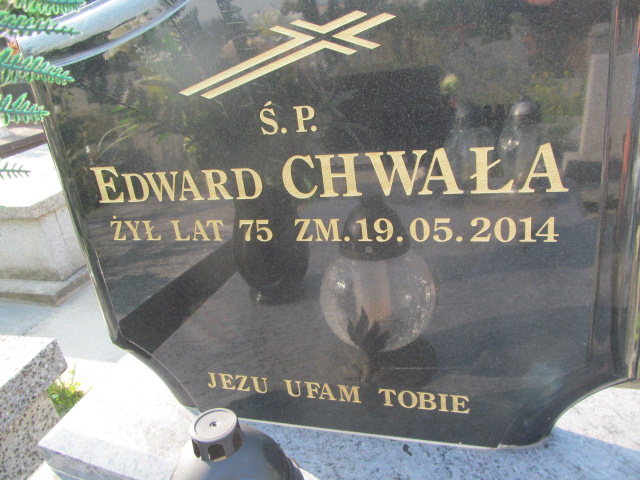 Ś.P.
EDWARD CHWAŁA
ŻYŁ LAT 75 ZM.19.05.2014
JEZU UFAM TOBIE